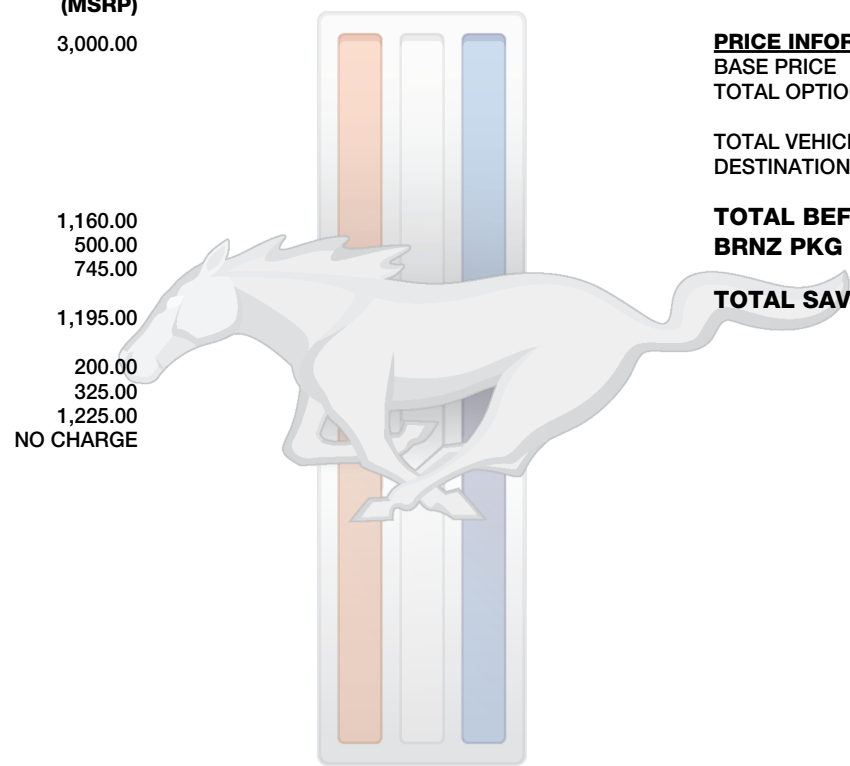 (MSRP)
3,000.00
1,160.00
500.00
745.00
1,195.00
200.00
325.00
1,225.00
NO CHARGE
PRICE INFOR
BASE PRICE
TOTAL OPTIO
TOTAL VEHICL
DESTINATION
TOTAL BEF
BRNZ PKG
TOTAL SAV